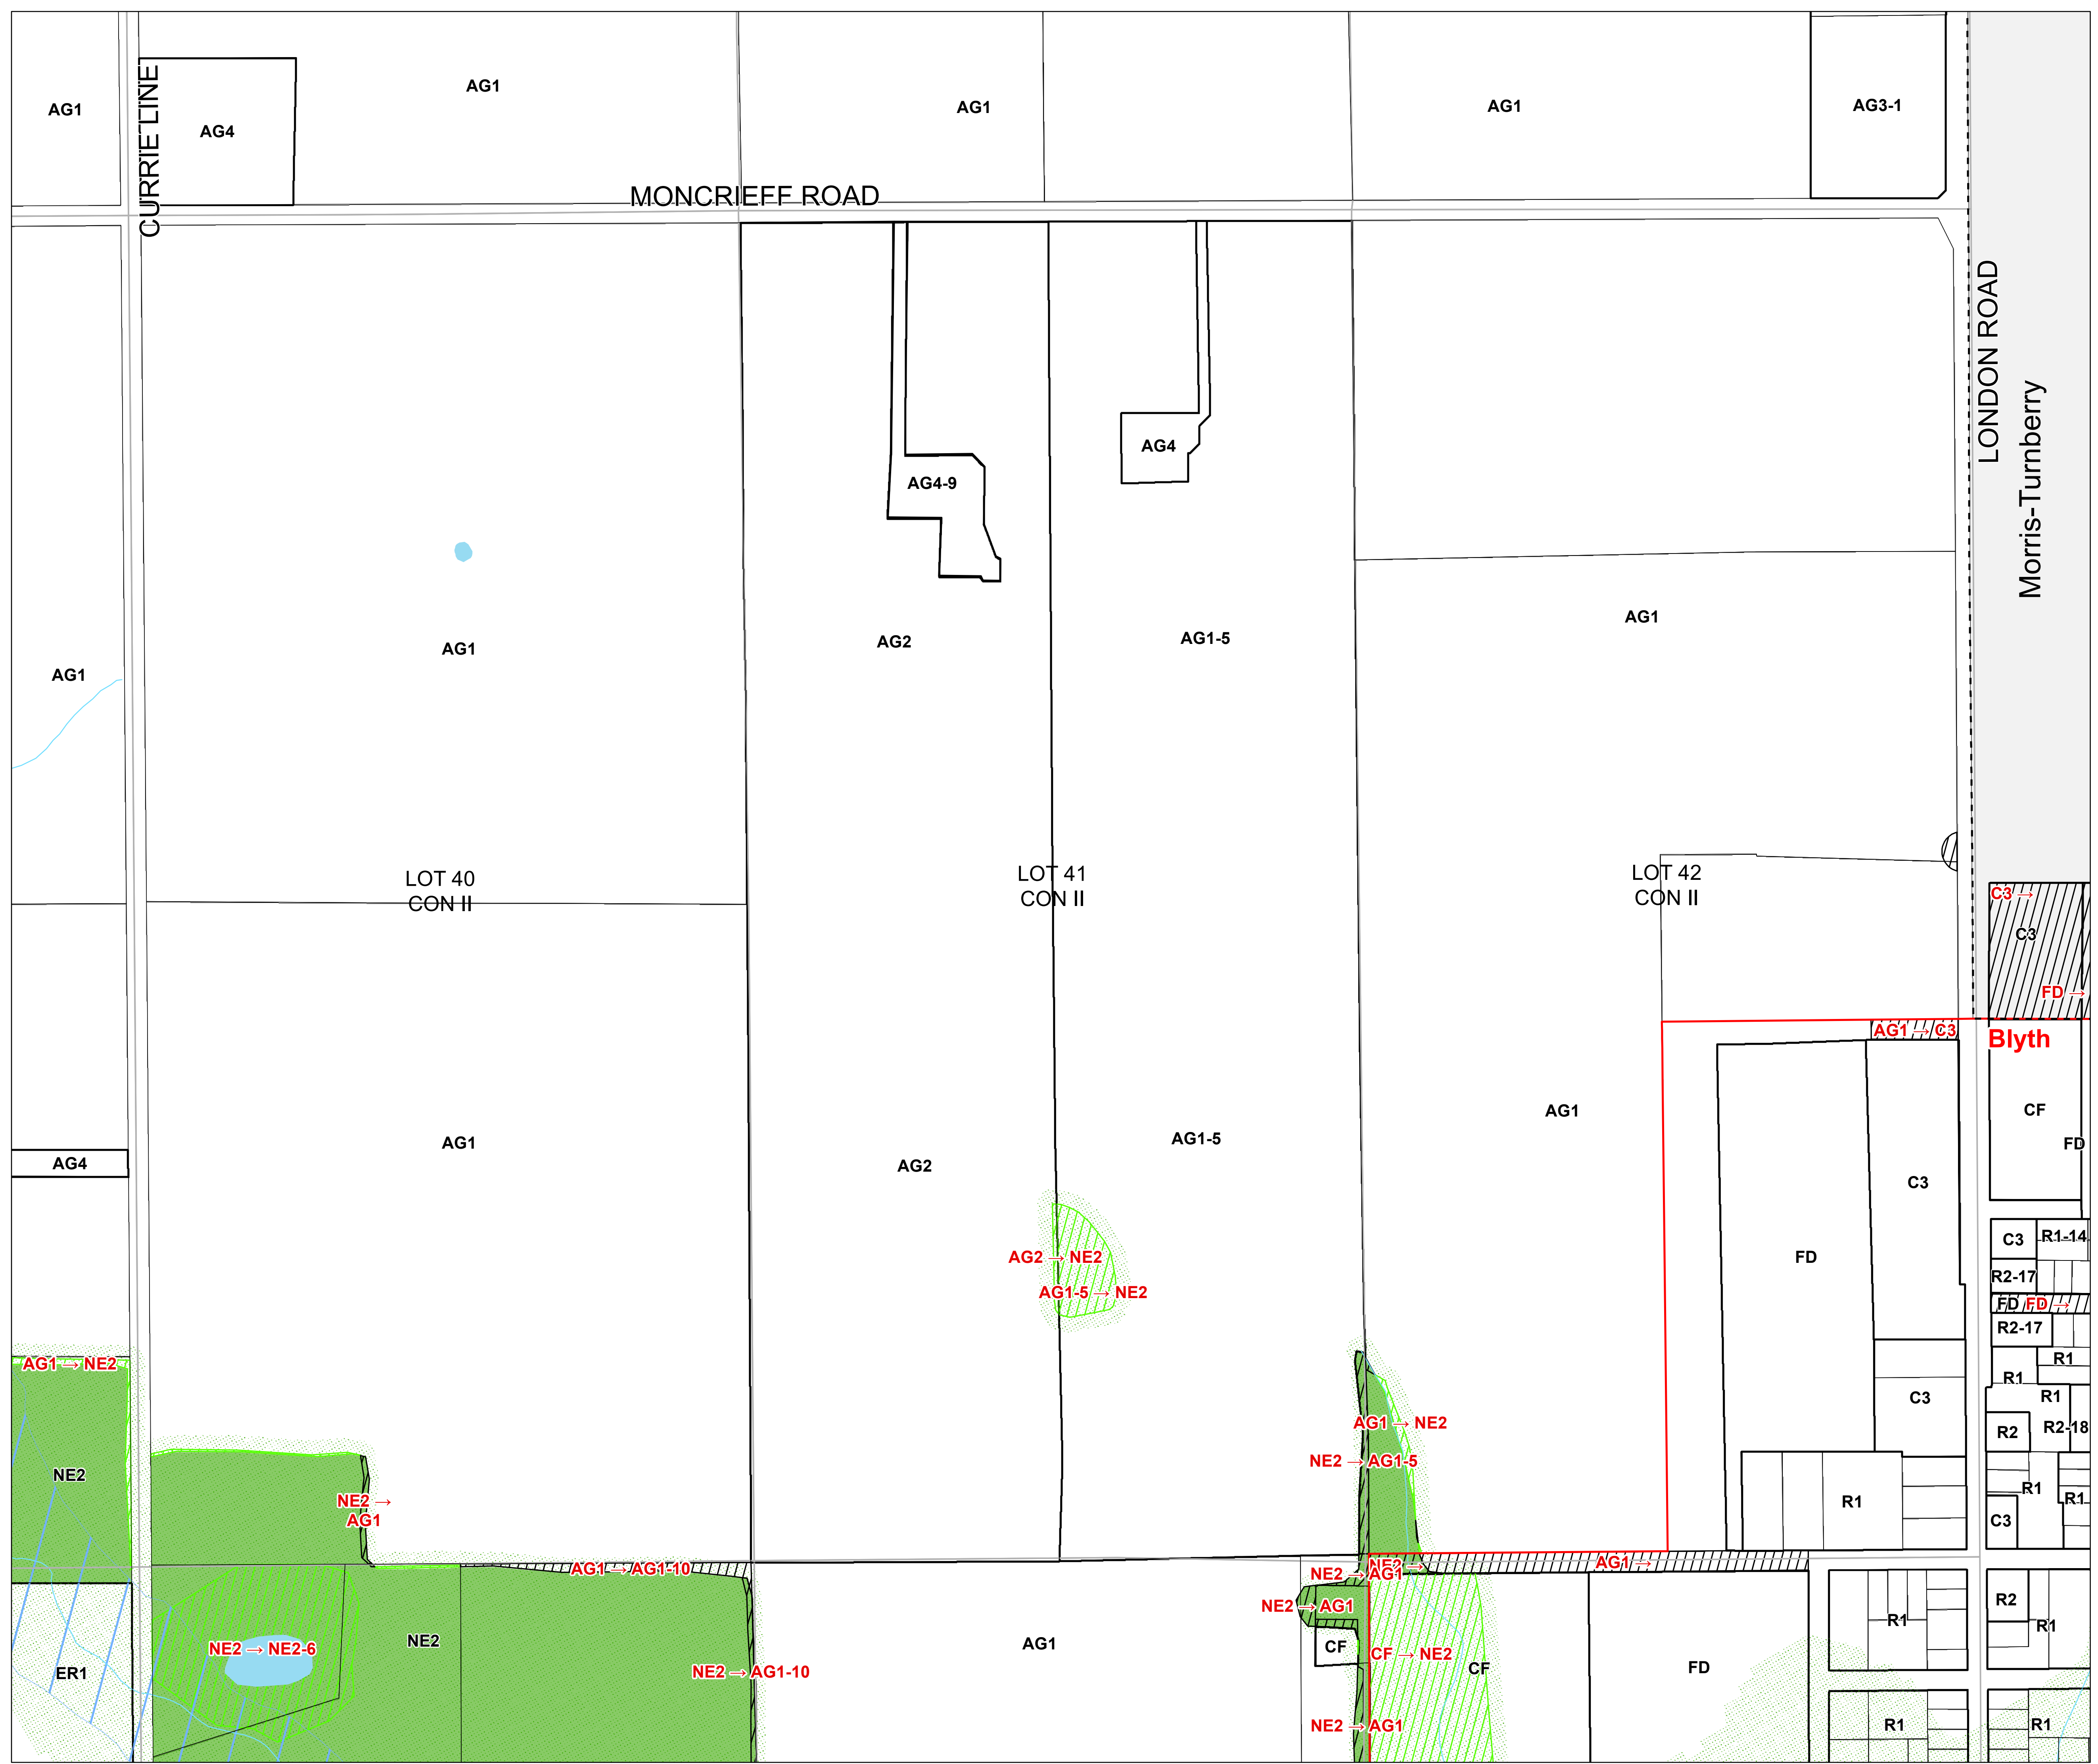 AG1
CURRIE LINE
AG4
AG1
AG1
AG1
AG3-1
MONCRIEFF ROAD
LONDON ROAD
Morris-Turnberry
AG4
AG4-9
AG1
AG2
AG1-5
AG1
AG1
LOT 40
CON II
LOT 41
CON II
LOT 42
CON II
C3 →
C3
FD →
AG1 → C3
Blyth
AG1
CF
AG1-5
AG1
FD
AG4
AG2
C3
C3
R1-14
AG2 → NE2
FD
R2-17
AG1-5 → NE2
FD
FD →
R2-17
AG1 → NE2
R1
R1
C3
R1
AG1 → NE2
R2
R2-18
NE2 → AG1-5
NE2
R1
NE2 →
AG1
R1
R1
C3
AG1 →
NE2 →
AG1 → AG1-10
NE2 → AG1
NE2 → AG1
R2
R1
R1
NE2 → NE2-6
NE2
AG1
CF
CF → NE2
CF
FD
ER1
NE2 → AG1-10
NE2 → AG1
R1
R1